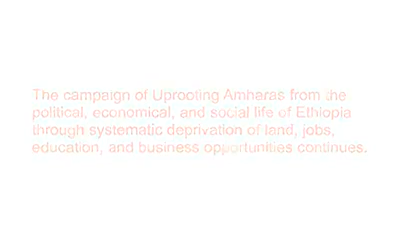 The campaign of Uprooting Amharas from the
political, economical, and social life of Ethiopia
through systematic deprivation of land, jobs,
education, and business opportunities continues.